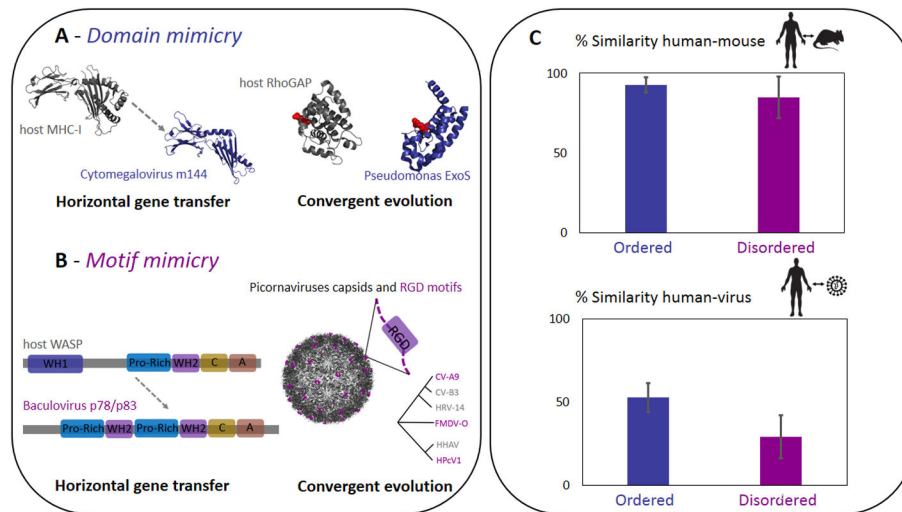 A - Domain mimicry
host MHC-I
Cytomegalovirus m144
Horizontal gene transfer
host RhoGAP
Pseudomonas ExoS
Convergent evolution
B - Motif mimicry
host WASP
WH1 Pro-Rich WH2 C A
Baculovirus p78/p83
Pro-Rich WH2 Pro-Rich WH2 C A
Horizontal gene transfer
Picornaviruses capsids and RGD motifs
RGD
CV-A9
CV-B3
HRV-14
FMDV-O
HHAV
HPcV1
Convergent evolution
C
% Similarity human-mouse
100
50
0
Ordered Disordered
% Similarity human-virus
100
50
0
Ordered Disordered